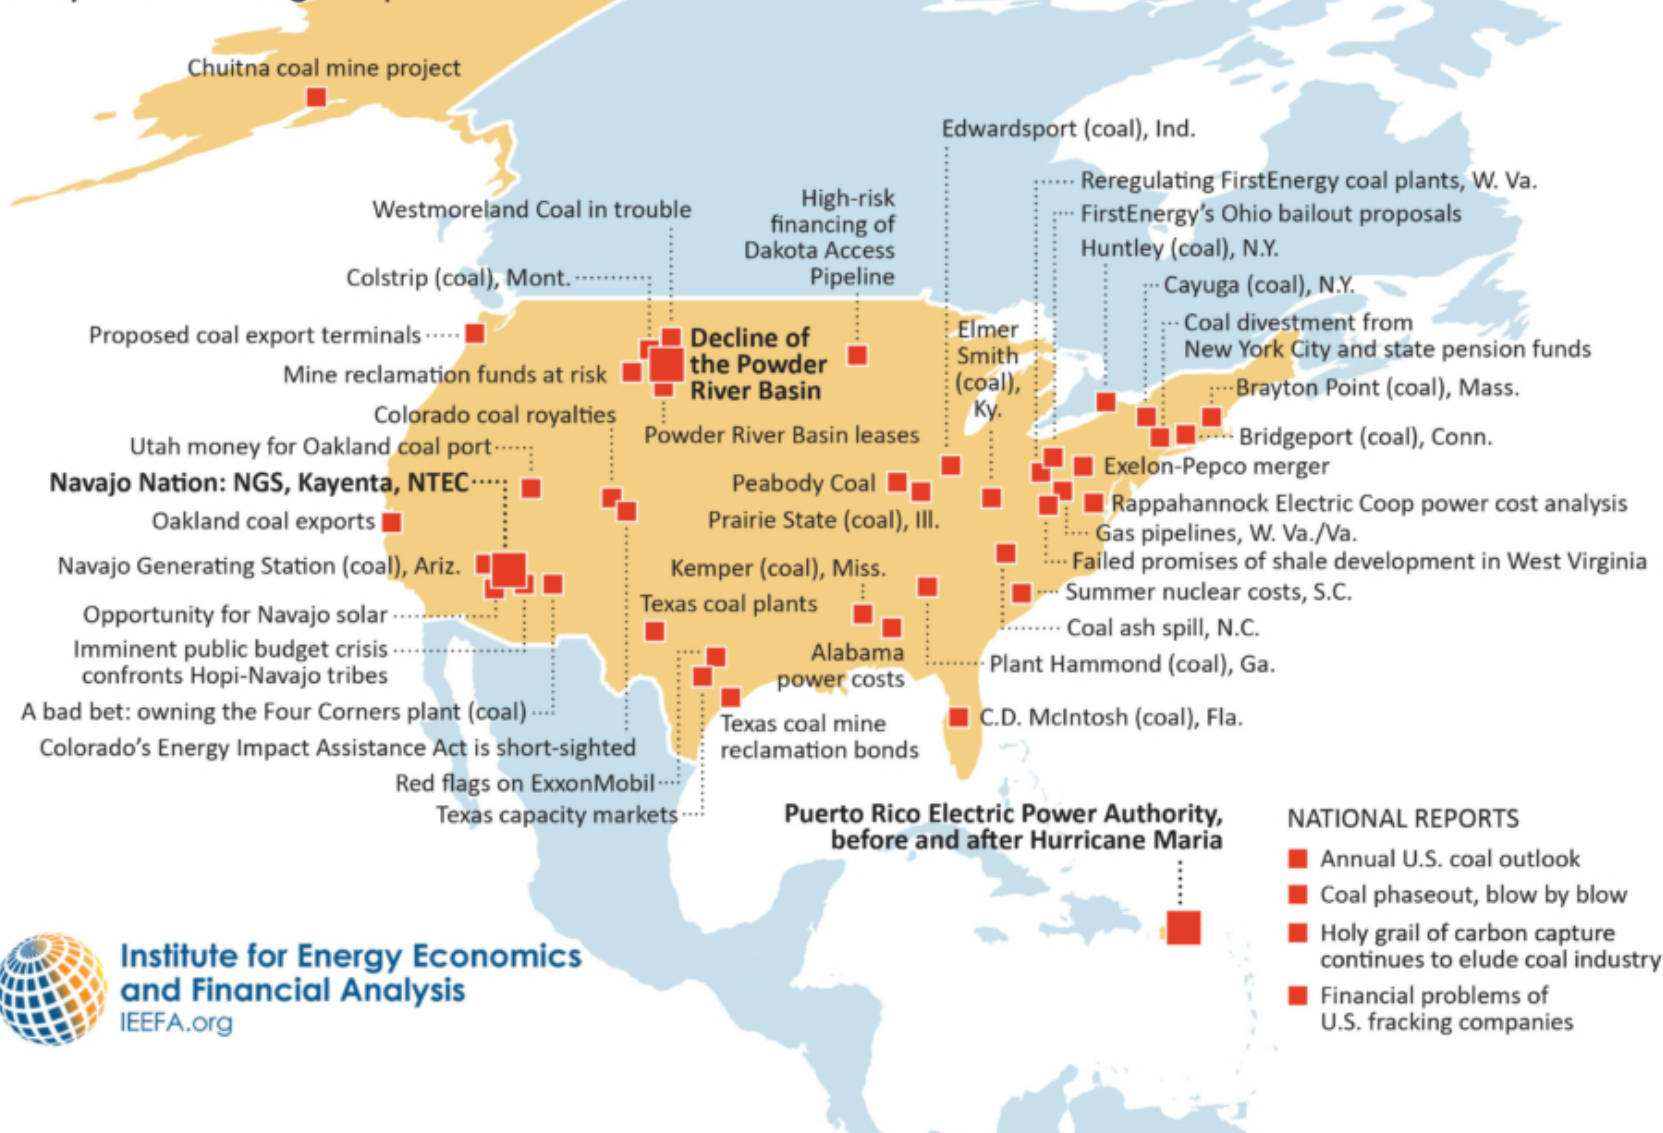 Chuitna coal mine project
Edwardsport (coal), Ind.
Reregulating FirstEnergy coal plants, W. Va.
FirstEnergy's Ohio bailout proposals
Huntley (coal), N.Y.
Cayuga (coal), N.Y.
Coal divestment from
New York City and state pension funds
Brayton Point (coal), Mass.
Bridgeport (coal), Conn.
Exelon-Pepco merger
Rappahannock Electric Coop power cost analysis
Gas pipelines, W. Va./Va.
Failed promises of shale development in West Virginia
Summer nuclear costs, S.C.
Coal ash spill, N.C.
Plant Hammond (coal), Ga.
C.D. McIntosh (coal), Fla.
High-risk
financing of
Dakota Access
Pipeline
Elmer
Smith
(coal),
Ky.
Westmoreland Coal in trouble
Colstrip (coal), Mont.
Proposed coal export terminals
Decline of
the Powder
River Basin
Mine reclamation funds at risk
Colorado coal royalties
Powder River Basin leases
Utah money for Oakland coal port
Navajo Nation: NGS, Kayenta, NTEC
Peabody Coal
Oakland coal exports
Prairie State (coal), Ill.
Navajo Generating Station (coal), Ariz.
Kemper (coal), Miss.
Texas coal plants
Opportunity for Navajo solar
Imminent public budget crisis
confronts Hopi-Navajo tribes
Alabama
power costs
A bad bet: owning the Four Corners plant (coal)
Texas coal mine
reclamation bonds
Colorado's Energy Impact Assistance Act is short-sighted
Red flags on ExxonMobil
Texas capacity markets
Puerto Rico Electric Power Authority,
before and after Hurricane Maria
NATIONAL REPORTS
Annual U.S. coal outlook
Coal phaseout, blow by blow
Holy grail of carbon capture
continues to elude coal industry
Financial problems of
U.S. fracking companies
Institute for Energy Economics
and Financial Analysis
IEEFA.org